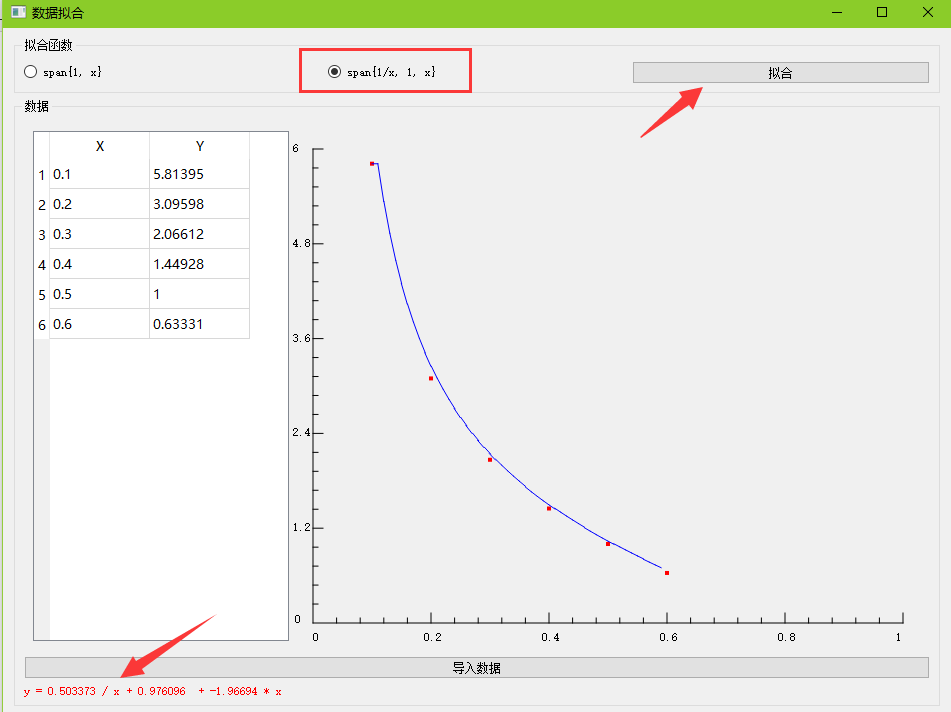 数据拟合
拟合函数
span{1, x}
span{1/x, 1, x}
拟合
数据
X Y
1 0.1 5.81395
2 0.2 3.09598
3 0.3 2.06612
4 0.4 1.44928
5 0.5 1
6 0.6 0.63331
6
4.8
3.6
2.4
1.2
0
0 0.2 0.4 0.6 0.8 1
导入数据
y = 0.503373 / x + 0.976096 + -1.96694 * x